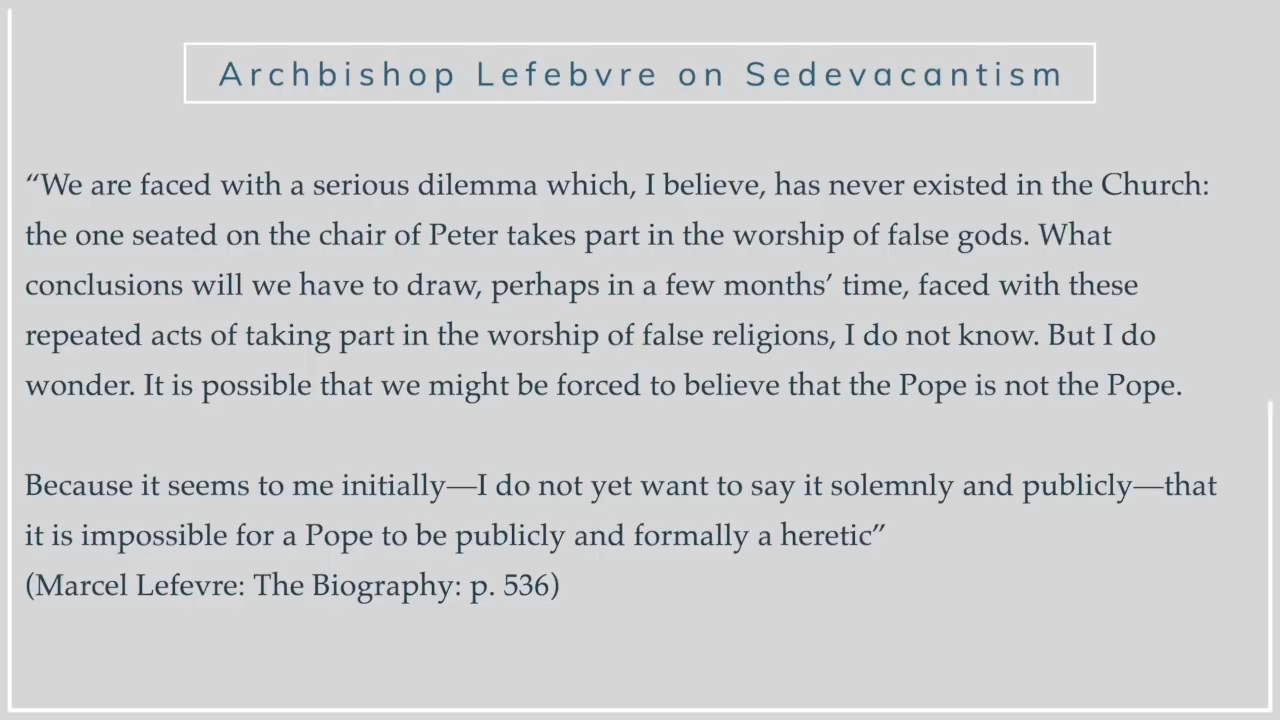 Archbishop Lefebvre on Sedevacantism
“We are faced with a serious dilemma which, I believe, has never existed in the Church:
the one seated on the chair of Peter takes part in the worship of false gods. What
conclusions will we have to draw, perhaps in a few months’ time, faced with these
repeated acts of taking part in the worship of false religions, I do not know. But I do
wonder. It is possible that we might be forced to believe that the Pope is not the Pope.
Because it seems to me initially—I do not yet want to say it solemnly and publicly—that
it is impossible for a Pope to be publicly and formally a heretic”
(Marcel Lefevre: The Biography: p. 536)